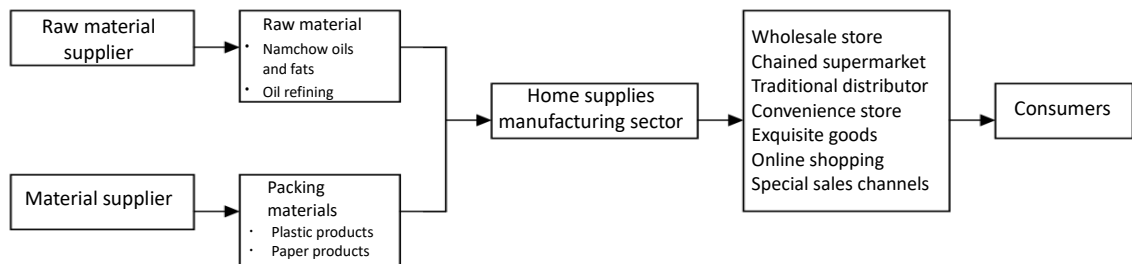 Raw material
supplier
Raw material
· Namchow oils
and fats
· Oil refining
Material supplier
Packing
materials
· Plastic products
· Paper products
Home supplies
manufacturing sector
Wholesale store
Chained supermarket
Traditional distributor
Convenience store
Exquisite goods
Online shopping
Special sales channels
Consumers